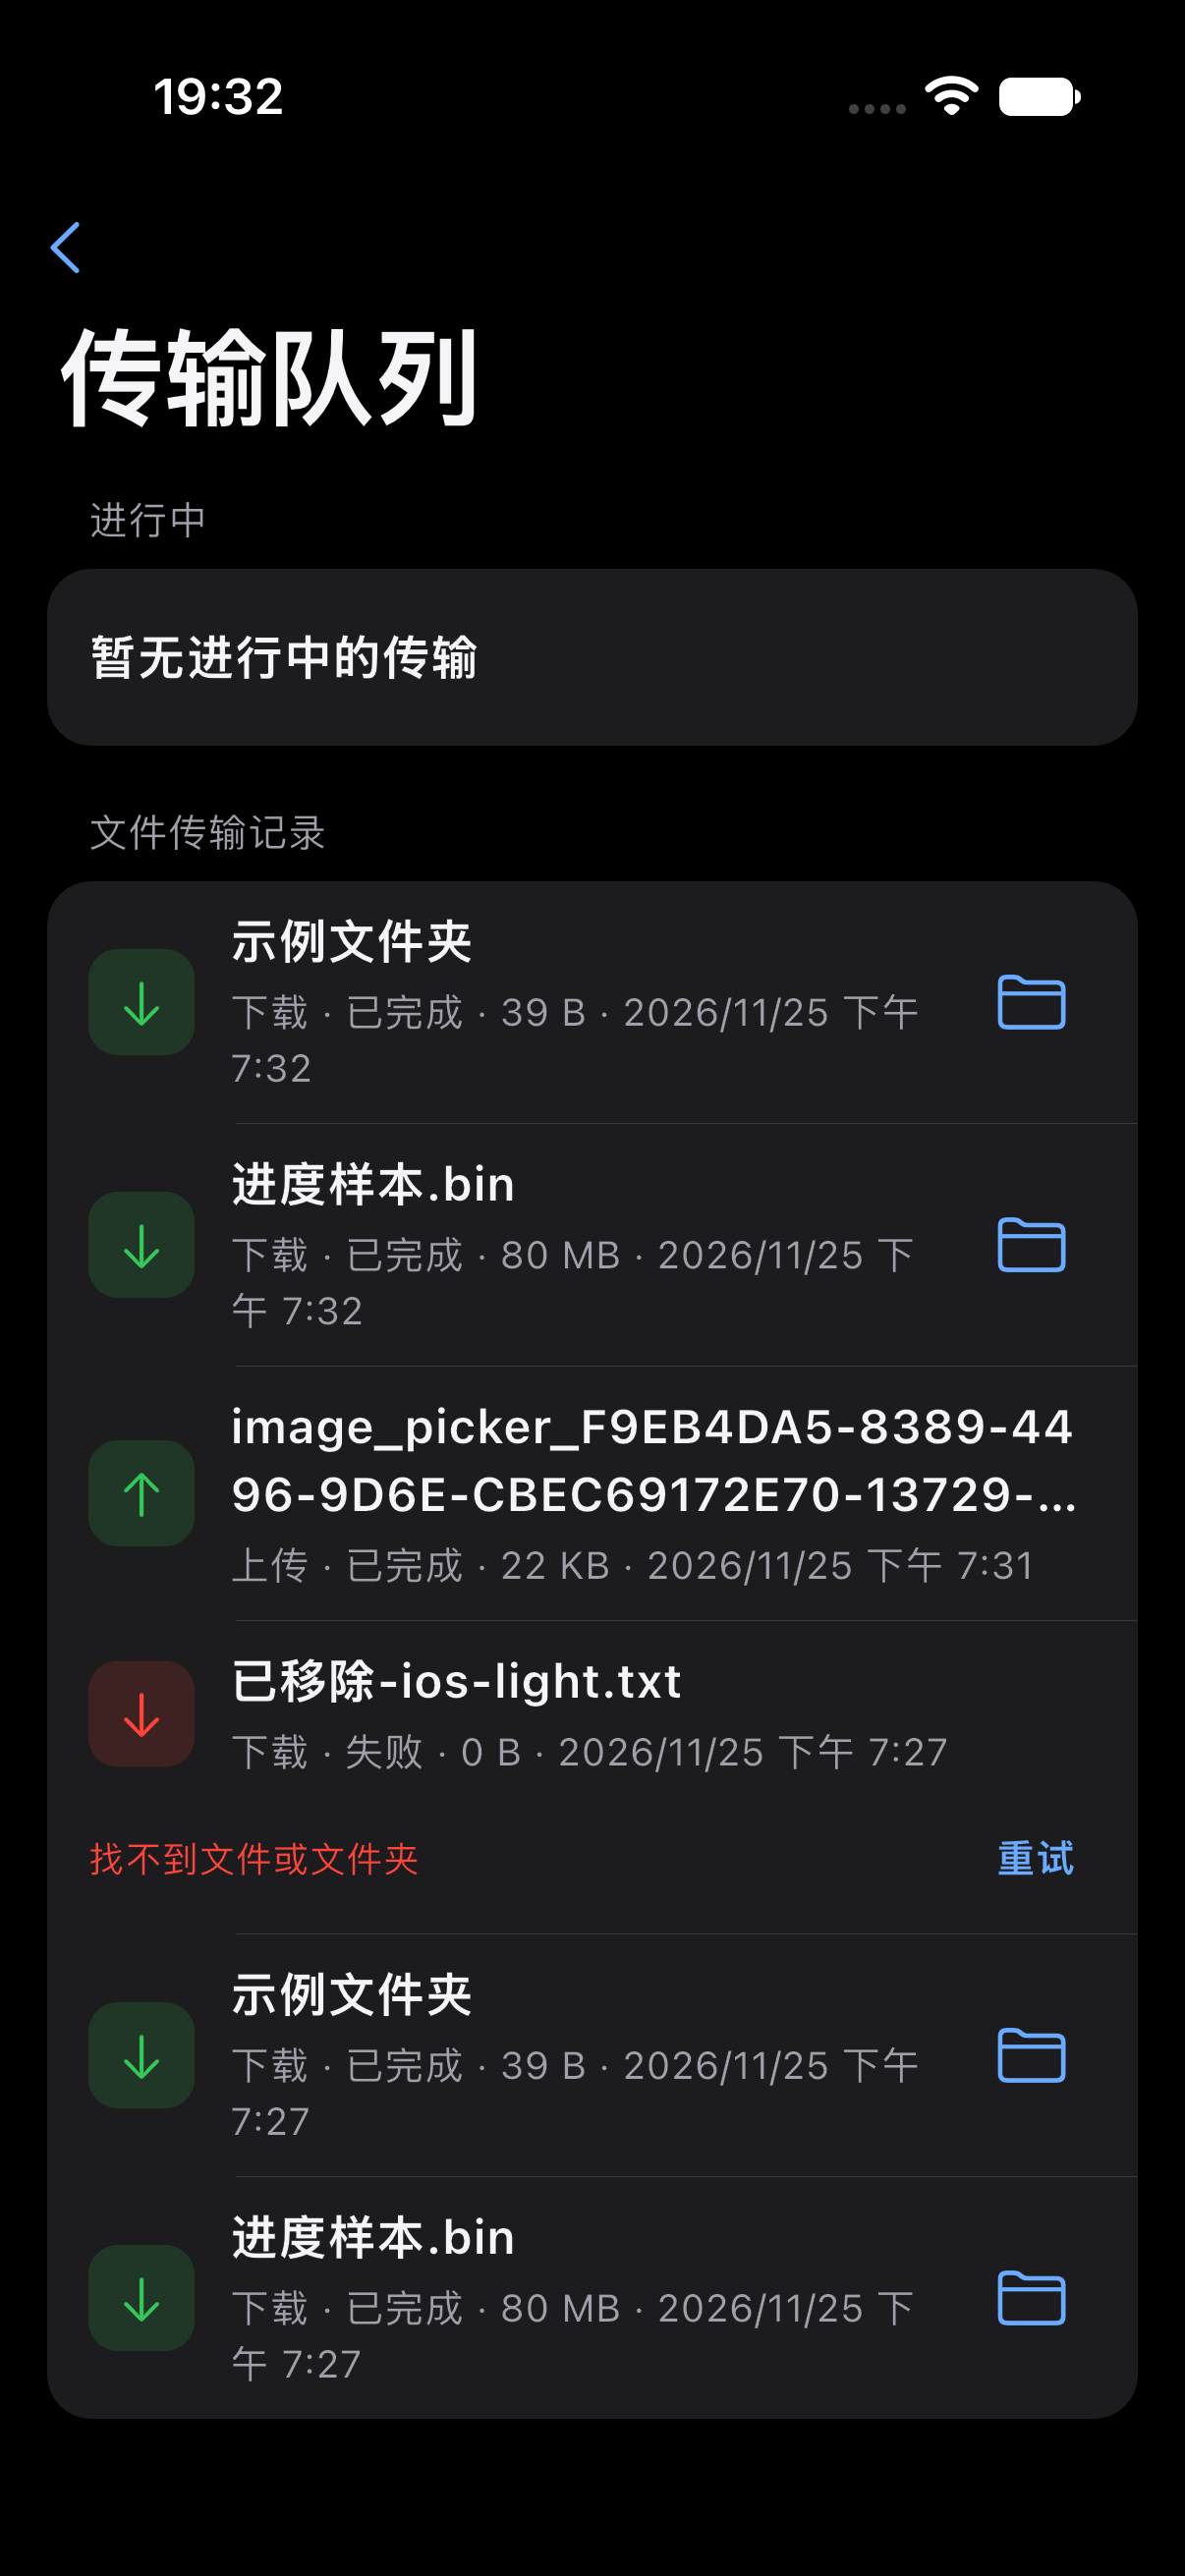 19:32
传输队列
进行中
暂无进行中的传输
文件传输记录
示例文件夹
下载 · 已完成 · 39 B · 2026/11/25 下午
7:32
进度样本.bin
下载 · 已完成 · 80 MB · 2026/11/25 下
午 7:32
image_picker_F9EB4DA5-8389-44
96-9D6E-CBEC69172E70-13729-...
上传 · 已完成 · 22 KB · 2026/11/25 下午 7:31
已移除-ios-light.txt
下载 · 失败 · 0 B · 2026/11/25 下午 7:27
找不到文件或文件夹
重试
示例文件夹
下载 · 已完成 · 39 B · 2026/11/25 下午
7:27
进度样本.bin
下载 · 已完成 · 80 MB · 2026/11/25 下
午 7:27